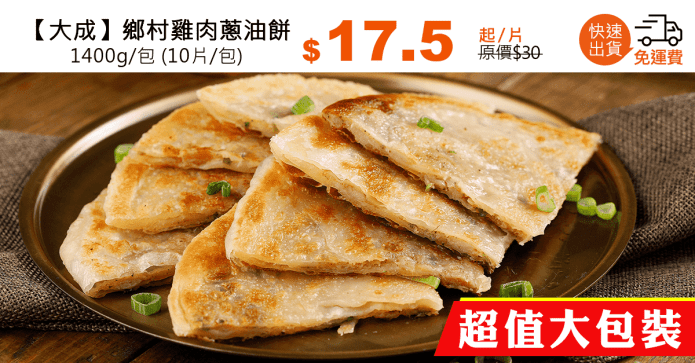 【大成】鄉村雞肉蔥油餅
1400g/包 (10片/包)
$17.5
起/片
原價$30
快速
出貨
免運費
超值大包裝